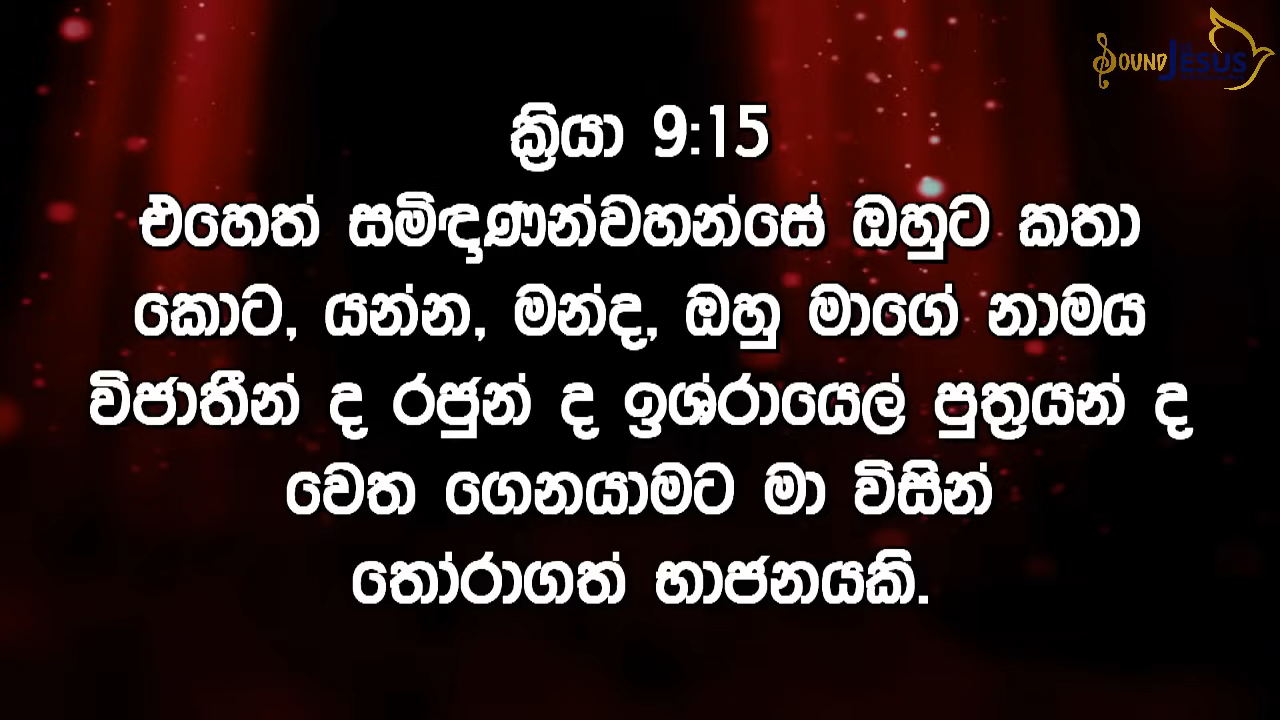 SOUND JESUS
ක්‍රියා 9:15
එහෙත් සමිඳාණන්වහන්සේ ඔහුට කතා
කොට, යන්න, මන්ද, ඔහු මාගේ නාමය
විජාතීන් ද රජුන් ද ඉශ්රායෙල් පුත්‍රයන් ද
වෙත ගෙනයාමට මා විසින්
තෝරාගත් භාජනයකි.